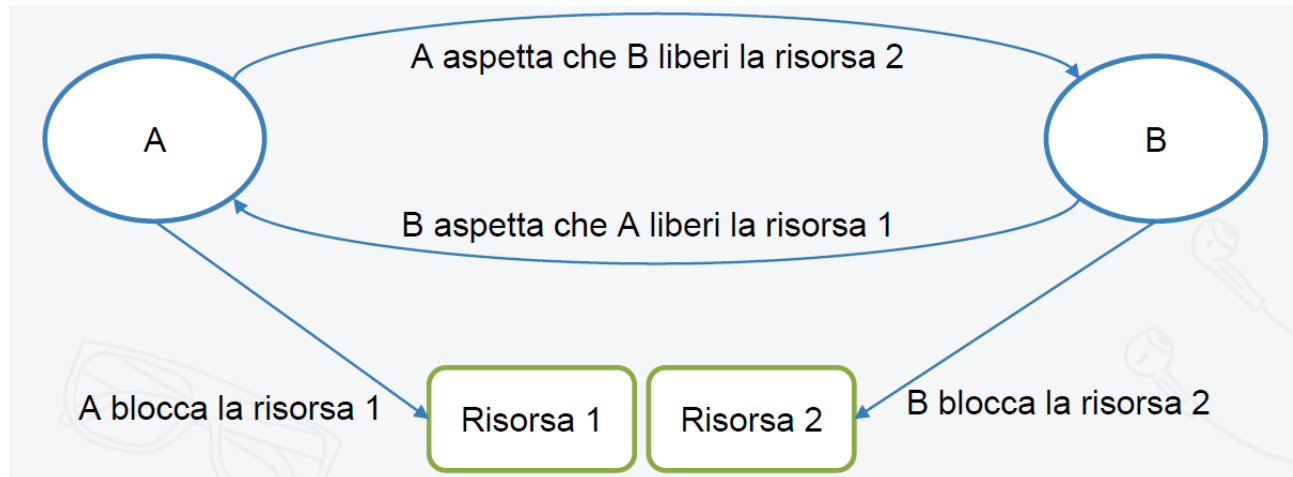 A aspetta che B liberi la risorsa 2
A
B
B aspetta che A liberi la risorsa 1
A blocca la risorsa 1
Risorsa 1
Risorsa 2
B blocca la risorsa 2